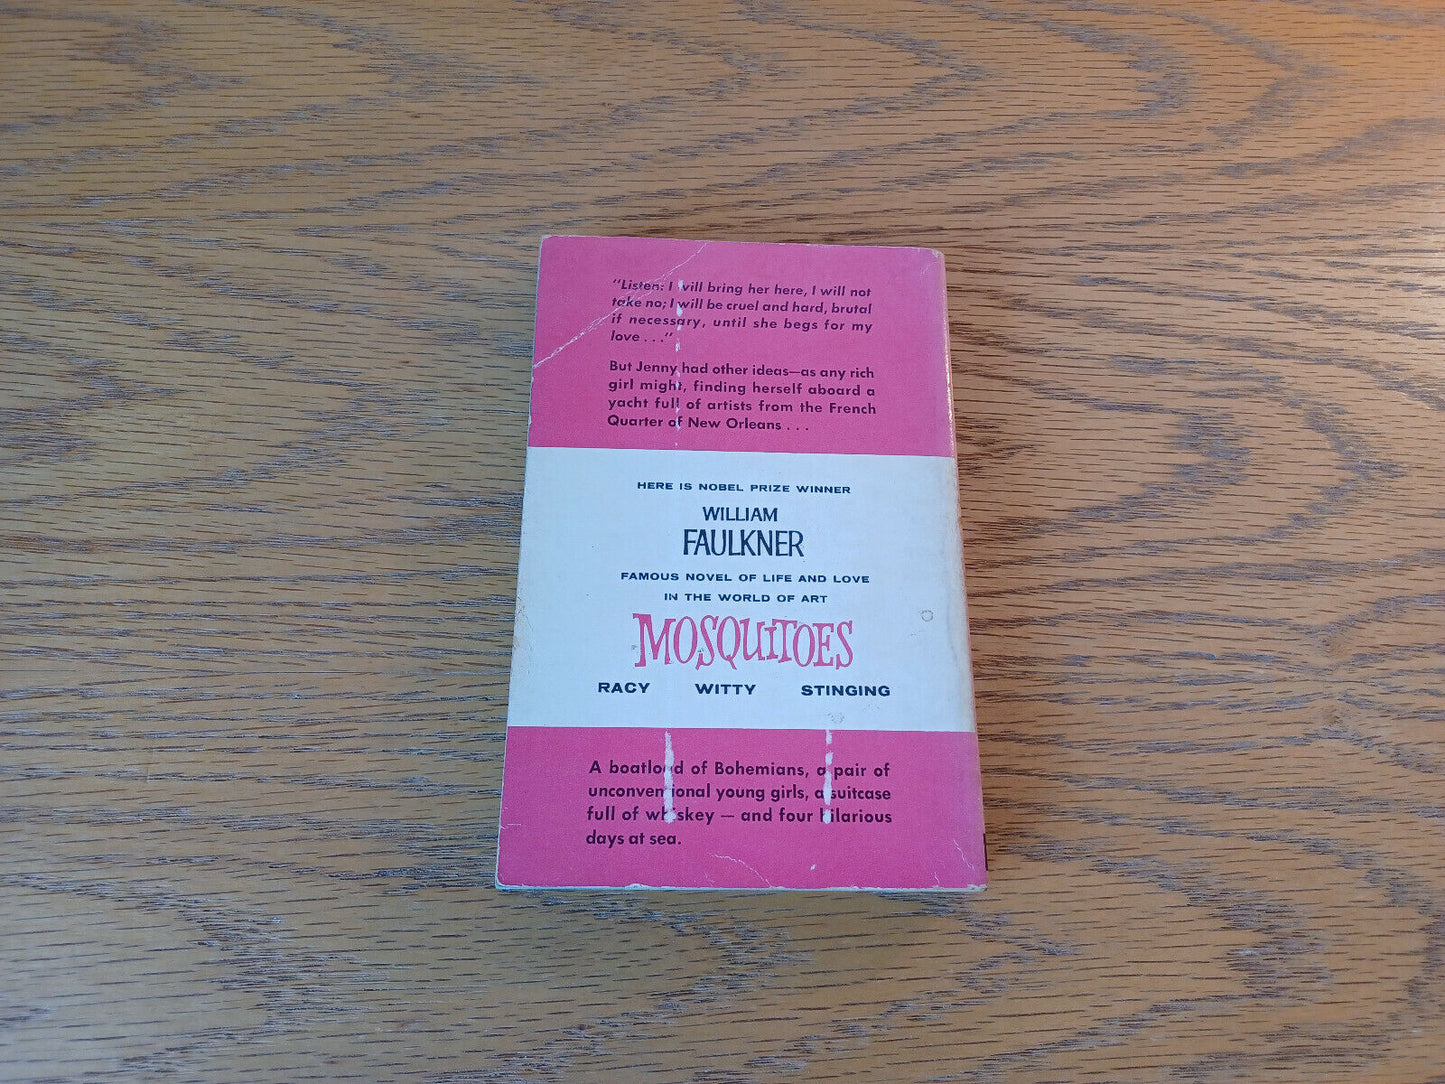 "Listen: I will bring her here, I will not
take no; I will be cruel and hard, brutal
if necessary, until she begs for my
love . . ."
But Jenny had other ideas—as any rich
girl might, finding herself aboard a
yacht full of artists from the French
Quarter of New Orleans . . .
HERE IS NOBEL PRIZE WINNER
WILLIAM
FAULKNER
FAMOUS NOVEL OF LIFE AND LOVE
IN THE WORLD OF ART
MOSQUITOES
RACY WITTY STINGING
A boatload of Bohemians, a pair of
unconventional young girls, a suitcase
full of whiskey — and four hilarious
days at sea.